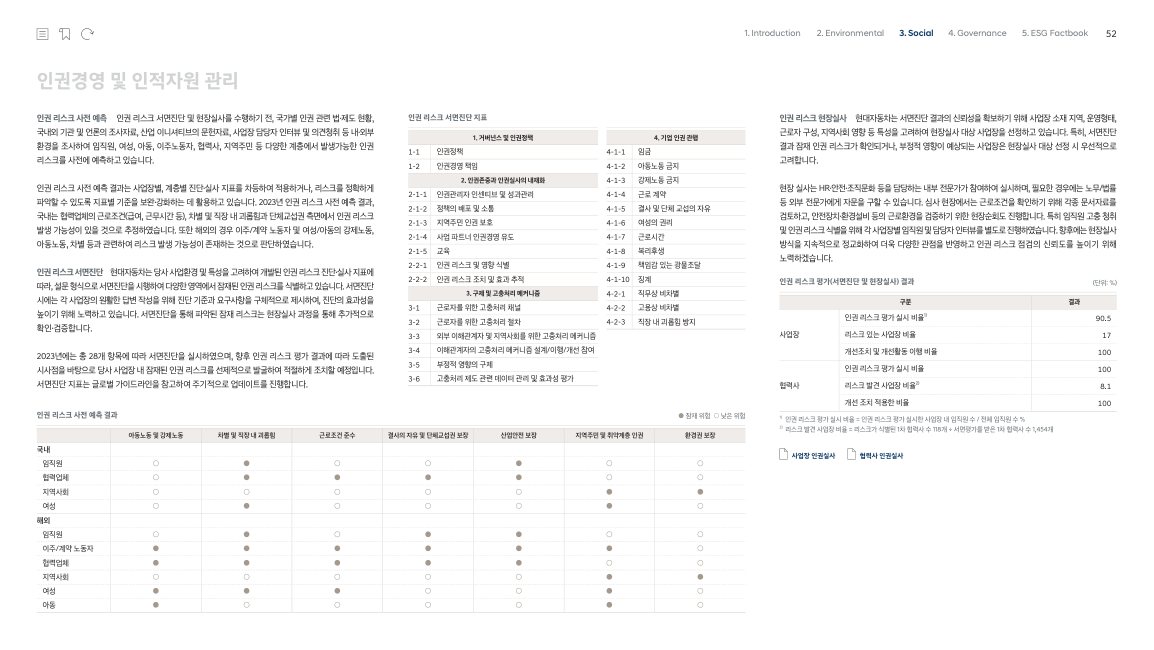 1. Introduction 2. Environmental 3. Social 4. Governance 5. ESG Factbook 52
인권경영 및 인적자원 관리
인권 리스크 사전 예측 인권 리스크 서면진단 및 현장실사를 수행하기 전, 국가별 인권 관련 법·제도 현황,
국내외 기관 및 언론의 조사자료, 산업 이니셔티브의 문헌자료, 사업장 담당자 인터뷰 및 의견청취 등 내·외부
환경을 조사하여 임직원, 여성, 아동, 이주노동자, 협력사, 지역주민 등 다양한 계층에서 발생가능한 인권
리스크를 사전에 예측하고 있습니다.
인권 리스크 사전 예측 결과는 사업장별, 계층별 진단·실사 지표를 차등하여 적용하거나, 리스크를 정확하게
파악할 수 있도록 지표별 기준을 보완·강화하는 데 활용하고 있습니다. 2023년 인권 리스크 사전 예측 결과,
국내는 협력업체의 근로조건(급여, 근무시간 등), 차별 및 직장 내 괴롭힘과 단체교섭권 측면에서 인권 리스크
발생 가능성이 있을 것으로 추정하였습니다. 또한 해외의 경우 이주/계약 노동자 및 여성/아동의 강제노동,
아동노동, 차별 등과 관련하여 리스크 발생 가능성이 존재하는 것으로 판단하였습니다.
인권 리스크 서면진단 현대자동차는 당사 사업환경 및 특성을 고려하여 개발된 인권 리스크 진단·실사 지표에
따라, 설문 형식으로 서면진단을 시행하여 다양한 영역에서 잠재된 인권 리스크를 식별하고 있습니다. 서면진단
시에는 각 사업장의 원활한 답변 작성을 위해 진단 기준과 요구사항을 구체적으로 제시하여, 진단의 효과성을
높이기 위해 노력하고 있습니다. 서면진단을 통해 파악된 잠재 리스크는 현장실사 과정을 통해 추가적으로
확인·검증합니다.
2023년에는 총 28개 항목에 따라 서면진단을 실시하였으며, 향후 인권 리스크 평가 결과에 따라 도출된
시사점을 바탕으로 당사 사업장 내 잠재된 인권 리스크를 선제적으로 발굴하여 적절하게 조치할 예정입니다.
서면진단 지표는 글로벌 가이드라인을 참고하여 주기적으로 업데이트를 진행합니다.
인권 리스크 서면진단 지표
1. 거버넌스 및 인권정책
1-1 인권정책
1-2 인권경영 책임
2. 인권존중과 인권실사의 내재화
2-1-1 인권관리자 인센티브 및 성과관리
2-1-2 정책의 배포 및 소통
2-1-3 지역주민 인권 보호
2-1-4 사업 파트너 인권경영 유도
2-1-5 교육
2-2-1 인권 리스크 및 영향 식별
2-2-2 인권 리스크 조치 및 효과 추적
3. 구제 및 고충처리 메커니즘
3-1 근로자를 위한 고충처리 채널
3-2 근로자를 위한 고충처리 절차
3-3 외부 이해관계자 및 지역사회를 위한 고충처리 메커니즘
3-4 이해관계자의 고충처리 메커니즘 설계/이행/개선 참여
3-5 부정적 영향의 구제
3-6 고충처리 제도 관련 데이터 관리 및 효과성 평가
4. 기업 인권 관행
4-1-1 임금
4-1-2 아동노동 금지
4-1-3 강제노동 금지
4-1-4 근로 계약
4-1-5 결사 및 단체 교섭의 자유
4-1-6 여성의 권리
4-1-7 근로시간
4-1-8 복리후생
4-1-9 책임감 있는 광물조달
4-1-10 징계
4-2-1 직무상 비차별
4-2-2 고용상 비차별
4-2-3 직장 내 괴롭힘 방지
인권 리스크 현장실사 현대자동차는 서면진단 결과의 신뢰성을 확보하기 위해 사업장 소재 지역, 운영형태,
근로자 구성, 지역사회 영향 등 특성을 고려하여 현장실사 대상 사업장을 선정하고 있습니다. 특히, 서면진단
결과 잠재 인권 리스크가 확인되거나, 부정적 영향이 예상되는 사업장은 현장실사 대상 선정 시 우선적으로
고려합니다.
현장 실사는 HR·안전·조직문화 등을 담당하는 내부 전문가가 참여하여 실시하며, 필요한 경우에는 노무/법률
등 외부 전문가에게 자문을 구할 수 있습니다. 심사 현장에서는 근로조건을 확인하기 위해 각종 문서자료를
검토하고, 안전장치·환경설비 등의 근로환경을 검증하기 위한 현장순회도 진행합니다. 특히 임직원 고충 청취
및 인권 리스크 식별을 위해 각 사업장별 임직원 및 담당자 인터뷰를 별도로 진행하였습니다. 향후에는 현장실사
방식을 지속적으로 정교화하여 더욱 다양한 관점을 반영하고 인권 리스크 점검의 신뢰도를 높이기 위해
노력하겠습니다.
인권 리스크 평가(서면진단 및 현장실사) 결과 (단위: %)
구분 결과
사업장 인권 리스크 평가 실시 비율1) 90.5
리스크 있는 사업장 비율 17
개선조치 및 개선활동 이행 비율 100
협력사 인권 리스크 평가 실시 비율 100
리스크 발견 사업장 비율2) 8.1
개선 조치 적용한 비율 100
1) 인권 리스크 평가 실시 비율 = 인권 리스크 평가 실시한 사업장 내 임직원 수 / 전체 임직원 수 %
2) 리스크 발견 사업장 비율 = 리스크가 식별된 1차 협력사 수 118개 ÷ 서면평가를 받은 1차 협력사 수 1,454개
사업장 인권실사 협력사 인권실사
인권 리스크 사전 예측 결과 잠재 위험 낮은 위험
아동노동 및 강제노동 차별 및 직장 내 괴롭힘 근로조건 준수 결사의 자유 및 단체교섭권 보장 산업안전 보장 지역주민 및 취약계층 인권 환경권 보장
국내
임직원
협력업체
지역사회
여성
해외
임직원
이주/계약 노동자
협력업체
지역사회
여성
아동